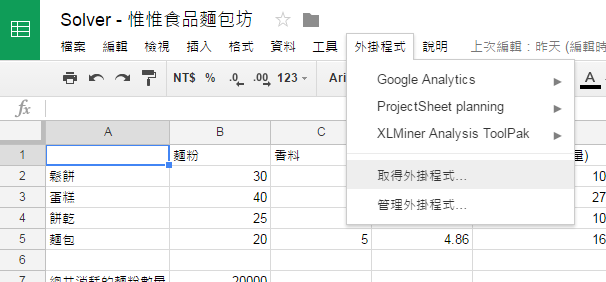 Solver - 惟惟食品麵包坊
檔案 編輯 檢視 插入 格式 資料 工具 外掛程式 說明 上次編輯：昨天 (編輯時
NT$ % .0 .00 123 Ari A
Google Analytics
ProjectSheet planning
XLMiner Analysis ToolPak
取得外掛程式...
管理外掛程式...
fx
A B C
1 麵粉 香料 量)
2 鬆餅 30 10
3 蛋糕 40 27
4 餅乾 25 10
5 麵包 20 5 4.86 16
6
7 總共消耗的麵粉數量 20000